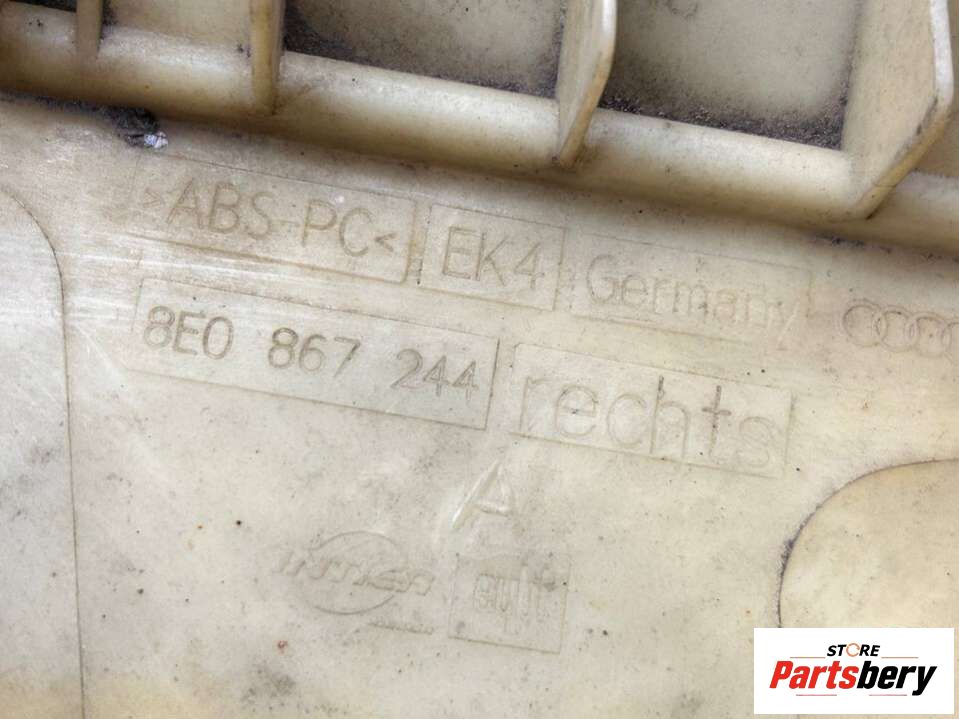 >ABS-PC< EK4 Germany
8E0 867 244 rechts
A
STORE
Partsbery